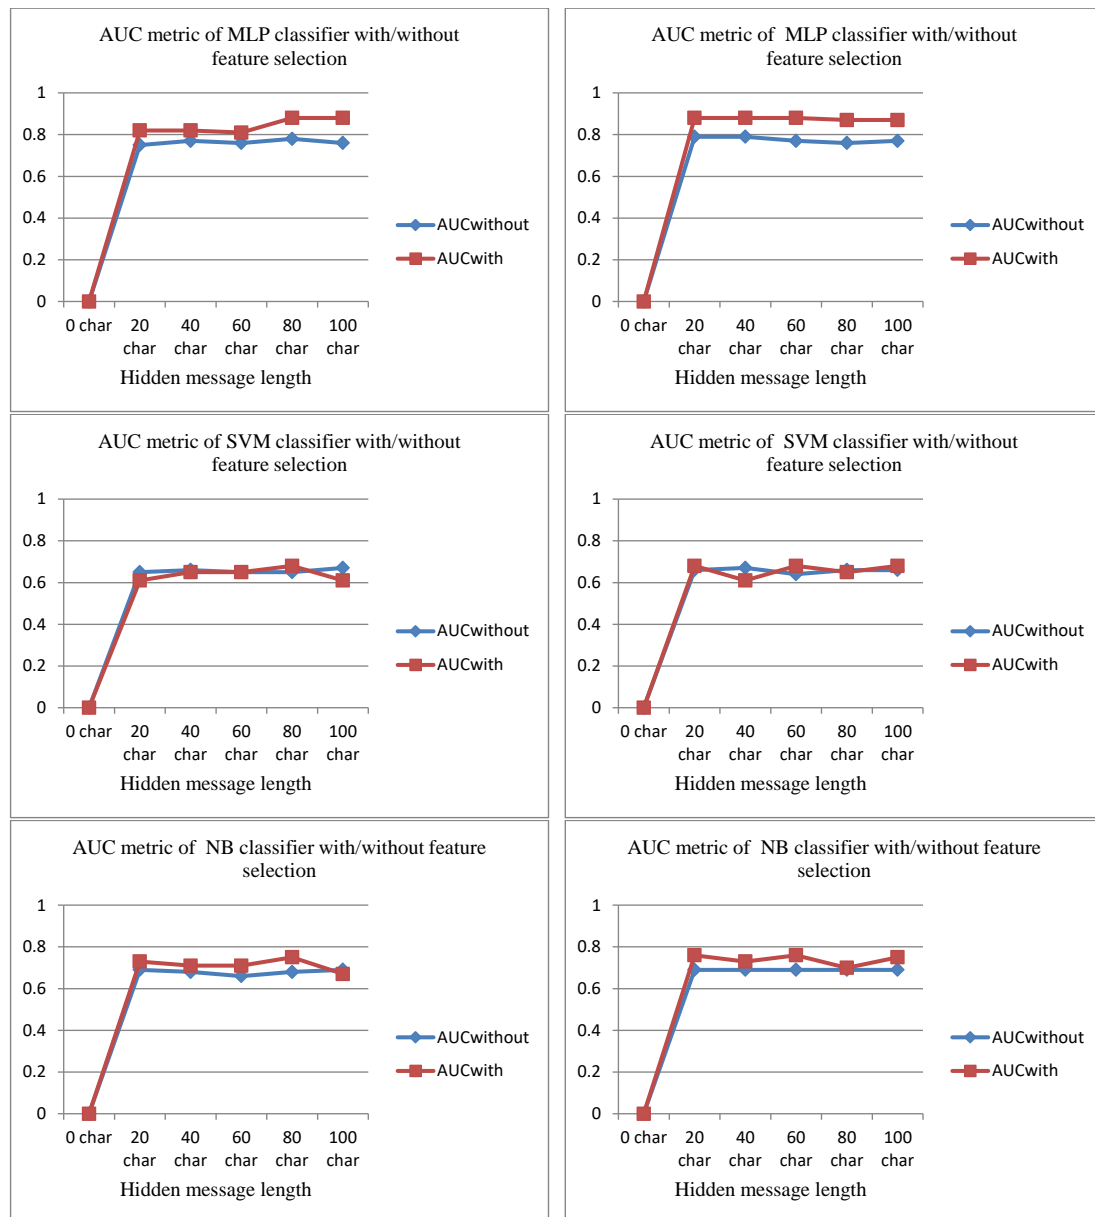 AUC metric of MLP classifier with/without
feature selection
1
0.8
0.6
0.4
0.2
0
0 char
20
char
40
char
60
char
80
char
100
char
Hidden message length
AUCwithout
AUCwith
AUC metric of  MLP classifier with/without
feature selection
1
0.8
0.6
0.4
0.2
0
0 char
20
char
40
char
60
char
80
char
100
char
Hidden message length
AUCwithout
AUCwith
AUC metric of SVM classifier with/without
feature selection
1
0.8
0.6
0.4
0.2
0
0 char
20
char
40
char
60
char
80
char
100
char
Hidden message length
AUCwithout
AUCwith
AUC metric of  SVM classifier with/without
feature selection
1
0.8
0.6
0.4
0.2
0
0 char
20
char
40
char
60
char
80
char
100
char
Hidden message length
AUCwithout
AUCwith
AUC metric of  NB classifier with/without feature
selection
1
0.8
0.6
0.4
0.2
0
0 char
20
char
40
char
60
char
80
char
100
char
Hidden message length
AUCwithout
AUCwith
AUC metric of  NB classifier with/without feature
selection
1
0.8
0.6
0.4
0.2
0
0 char
20
char
40
char
60
char
80
char
100
char
Hidden message length
AUCwithout
AUCwith